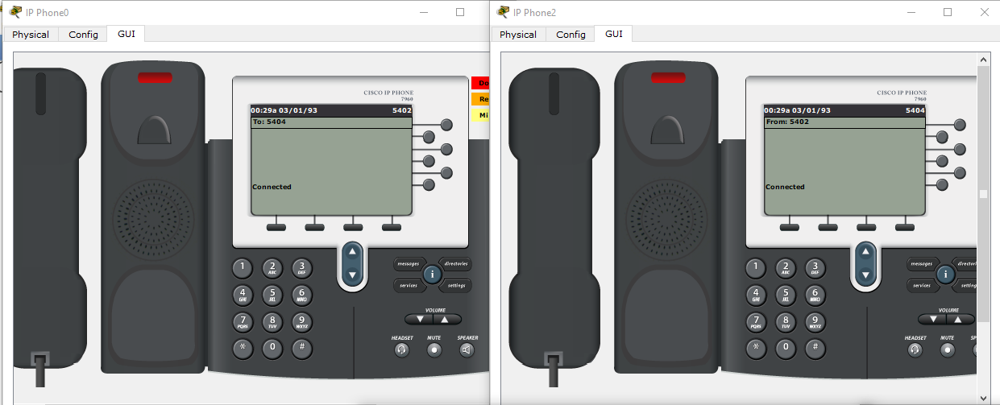 IP Phone0
Physical Config GUI
CISCO IP PHONE
7960
00:29a 03/01/93 5402
To: 5404
Connected
Do
Re
Mi
1 2 ABC 3 DEF
4 GHI 5 JKL 6 MNO
7 PQRS 8 TUV 9 WXYZ
* 0 #
messages directories
i
services settings
VOLUME
HEADSET MUTE SPEAKER
IP Phone2
Physical Config GUI
CISCO IP PHONE
7960
00:29a 03/01/93 5404
From: 5402
Connected
1 2 ABC 3 DEF
4 GHI 5 JKL 6 MNO
7 PQRS 8 TUV 9 WXYZ
* 0 #
messages director
i
services settings
VOLUME
HEADSET MUTE SP